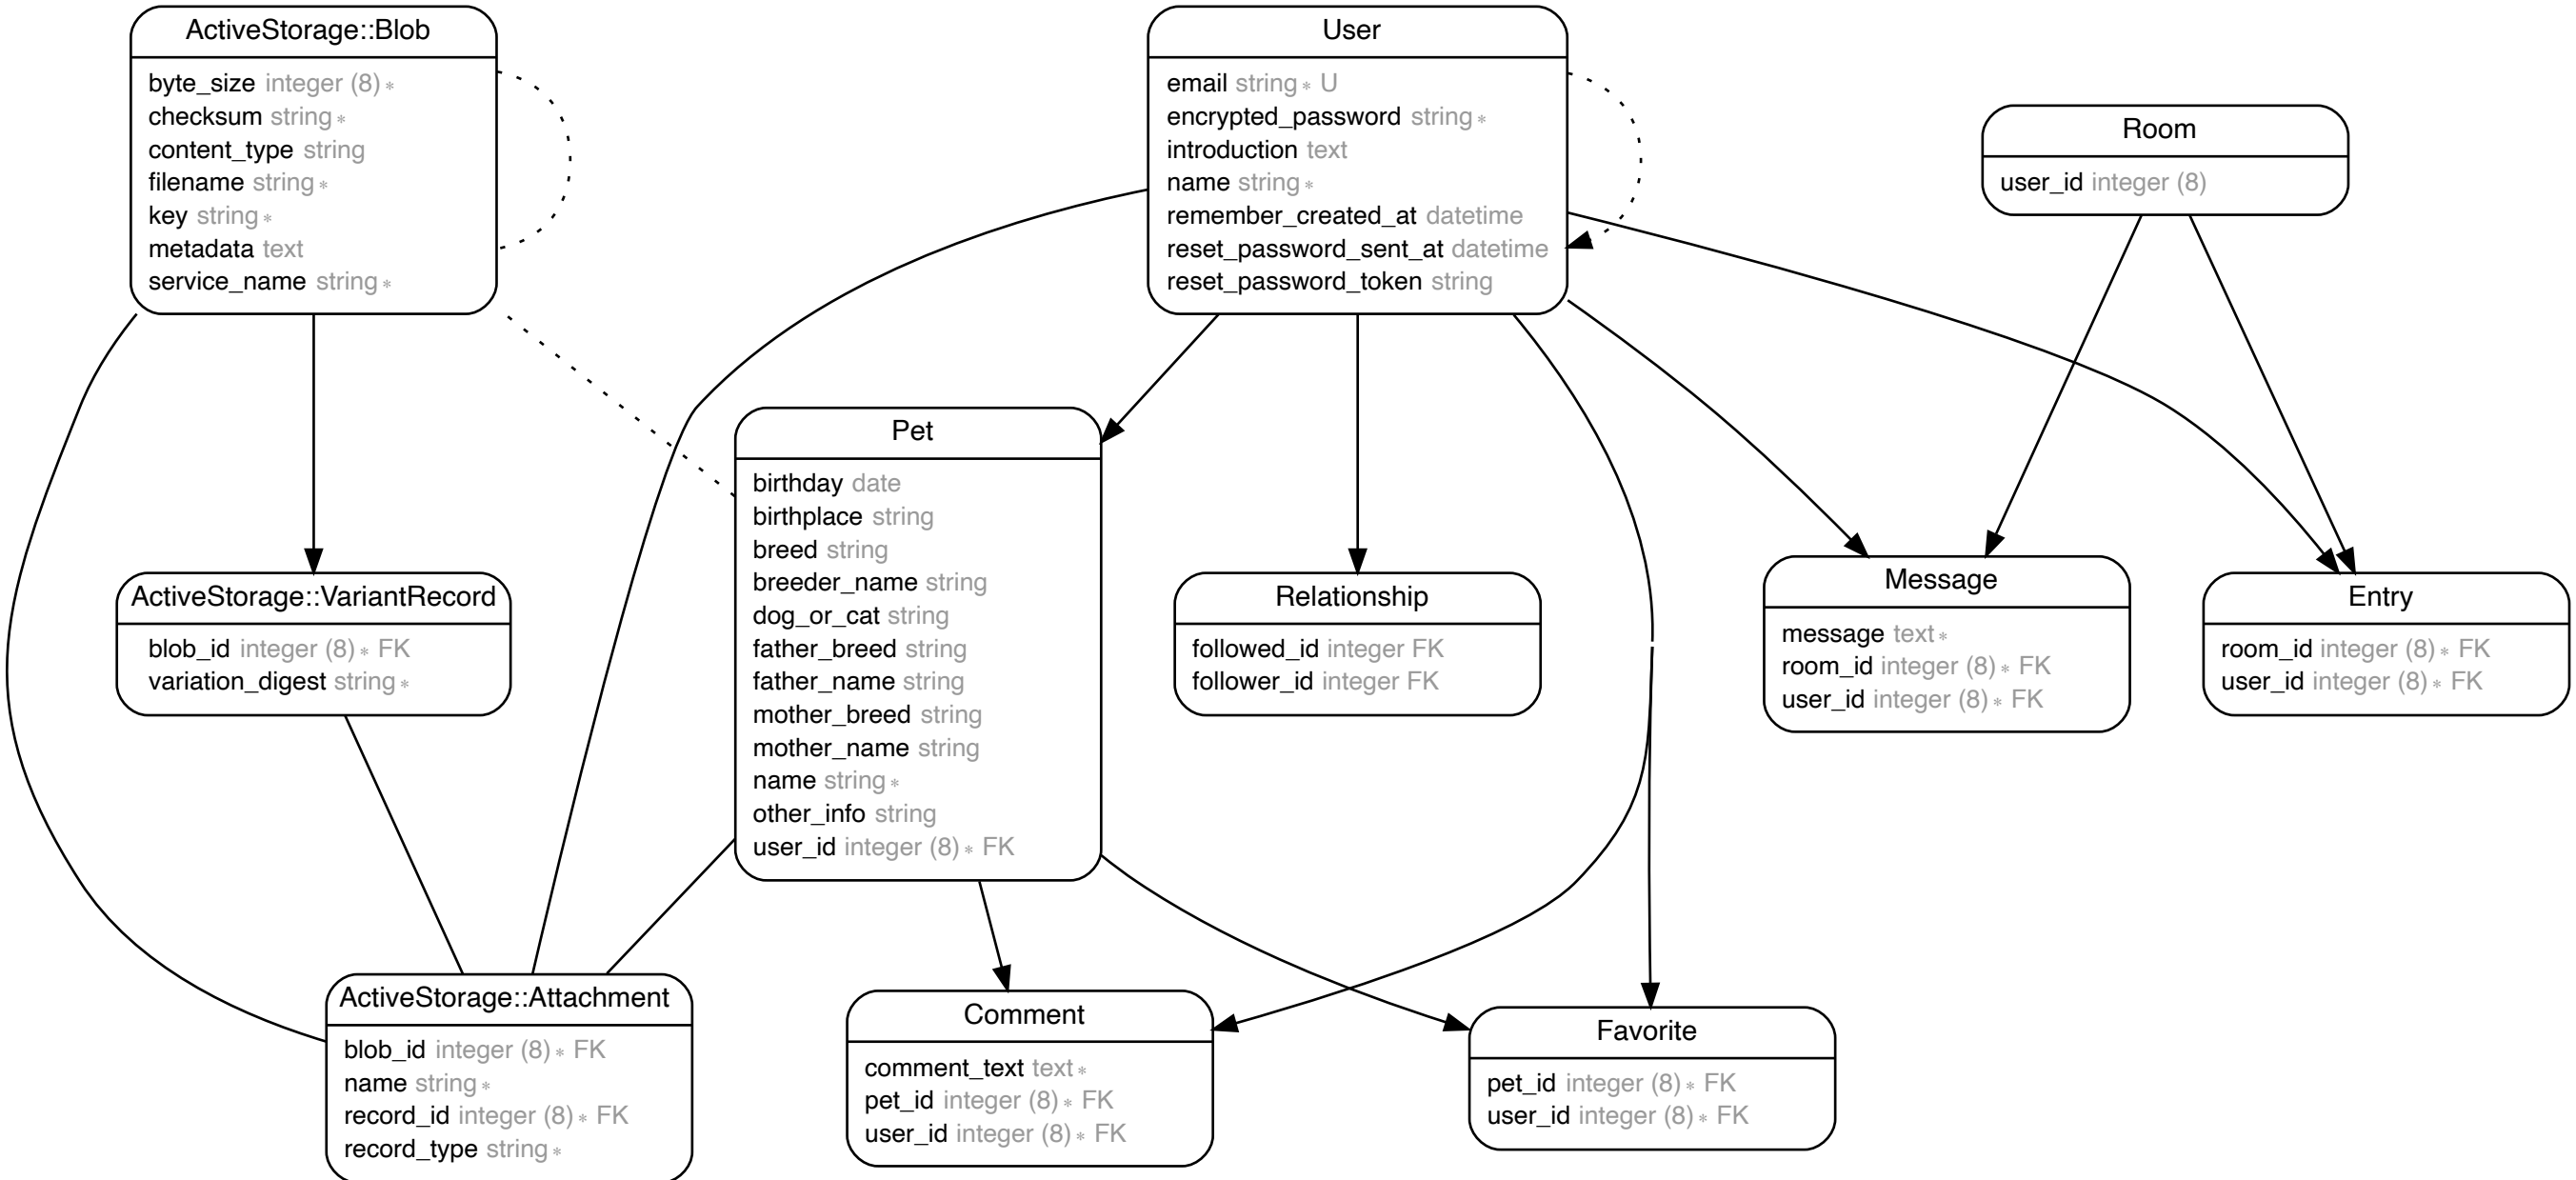 ActiveStorage::Blob
byte_size integer (8) *
checksum string *
content_type string
filename string *
key string *
metadata text
service_name string *
User
email string * U
encrypted_password string *
introduction text
name string *
remember_created_at datetime
reset_password_sent_at datetime
reset_password_token string
Room
user_id integer (8)
Pet
birthday date
birthplace string
breed string
breeder_name string
dog_or_cat string
father_breed string
father_name string
mother_breed string
mother_name string
name string *
other_info string
user_id integer (8) * FK
ActiveStorage::VariantRecord
blob_id integer (8) * FK
variation_digest string *
Relationship
followed_id integer FK
follower_id integer FK
Message
message text *
room_id integer (8) * FK
user_id integer (8) * FK
Entry
room_id integer (8) * FK
user_id integer (8) * FK
ActiveStorage::Attachment
blob_id integer (8) * FK
name string *
record_id integer (8) * FK
record_type string *
Comment
comment_text text *
pet_id integer (8) * FK
user_id integer (8) * FK
Favorite
pet_id integer (8) * FK
user_id integer (8) * FK